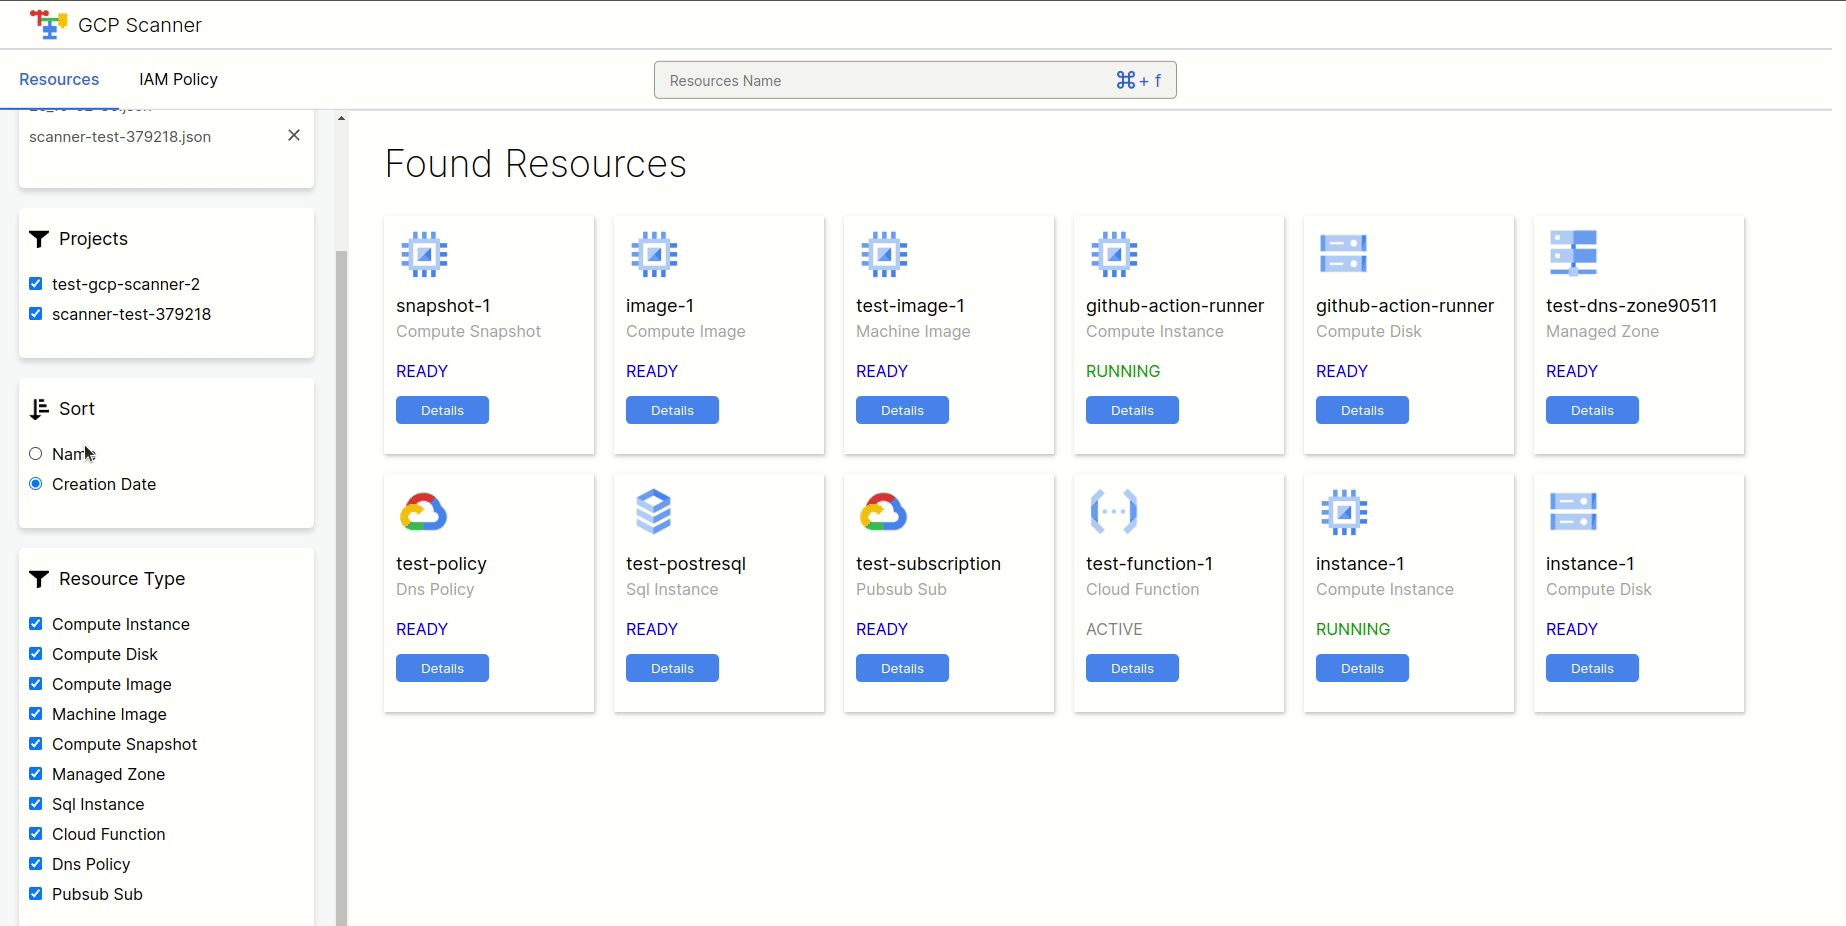 GCP Scanner
Resources
IAM Policy
Resources Name
⌘ + f
scanner-test-379218.json
Projects
test-gcp-scanner-2
scanner-test-379218
Sort
Name
Creation Date
Resource Type
Compute Instance
Compute Disk
Compute Image
Machine Image
Compute Snapshot
Managed Zone
Sql Instance
Cloud Function
Dns Policy
Pubsub Sub
Found Resources
snapshot-1
Compute Snapshot
READY
Details
image-1
Compute Image
READY
Details
test-image-1
Machine Image
READY
Details
github-action-runner
Compute Instance
RUNNING
Details
github-action-runner
Compute Disk
READY
Details
test-dns-zone90511
Managed Zone
READY
Details
test-policy
Dns Policy
READY
Details
test-postresql
Sql Instance
READY
Details
test-subscription
Pubsub Sub
READY
Details
test-function-1
Cloud Function
ACTIVE
Details
instance-1
Compute Instance
RUNNING
Details
instance-1
Compute Disk
READY
Details